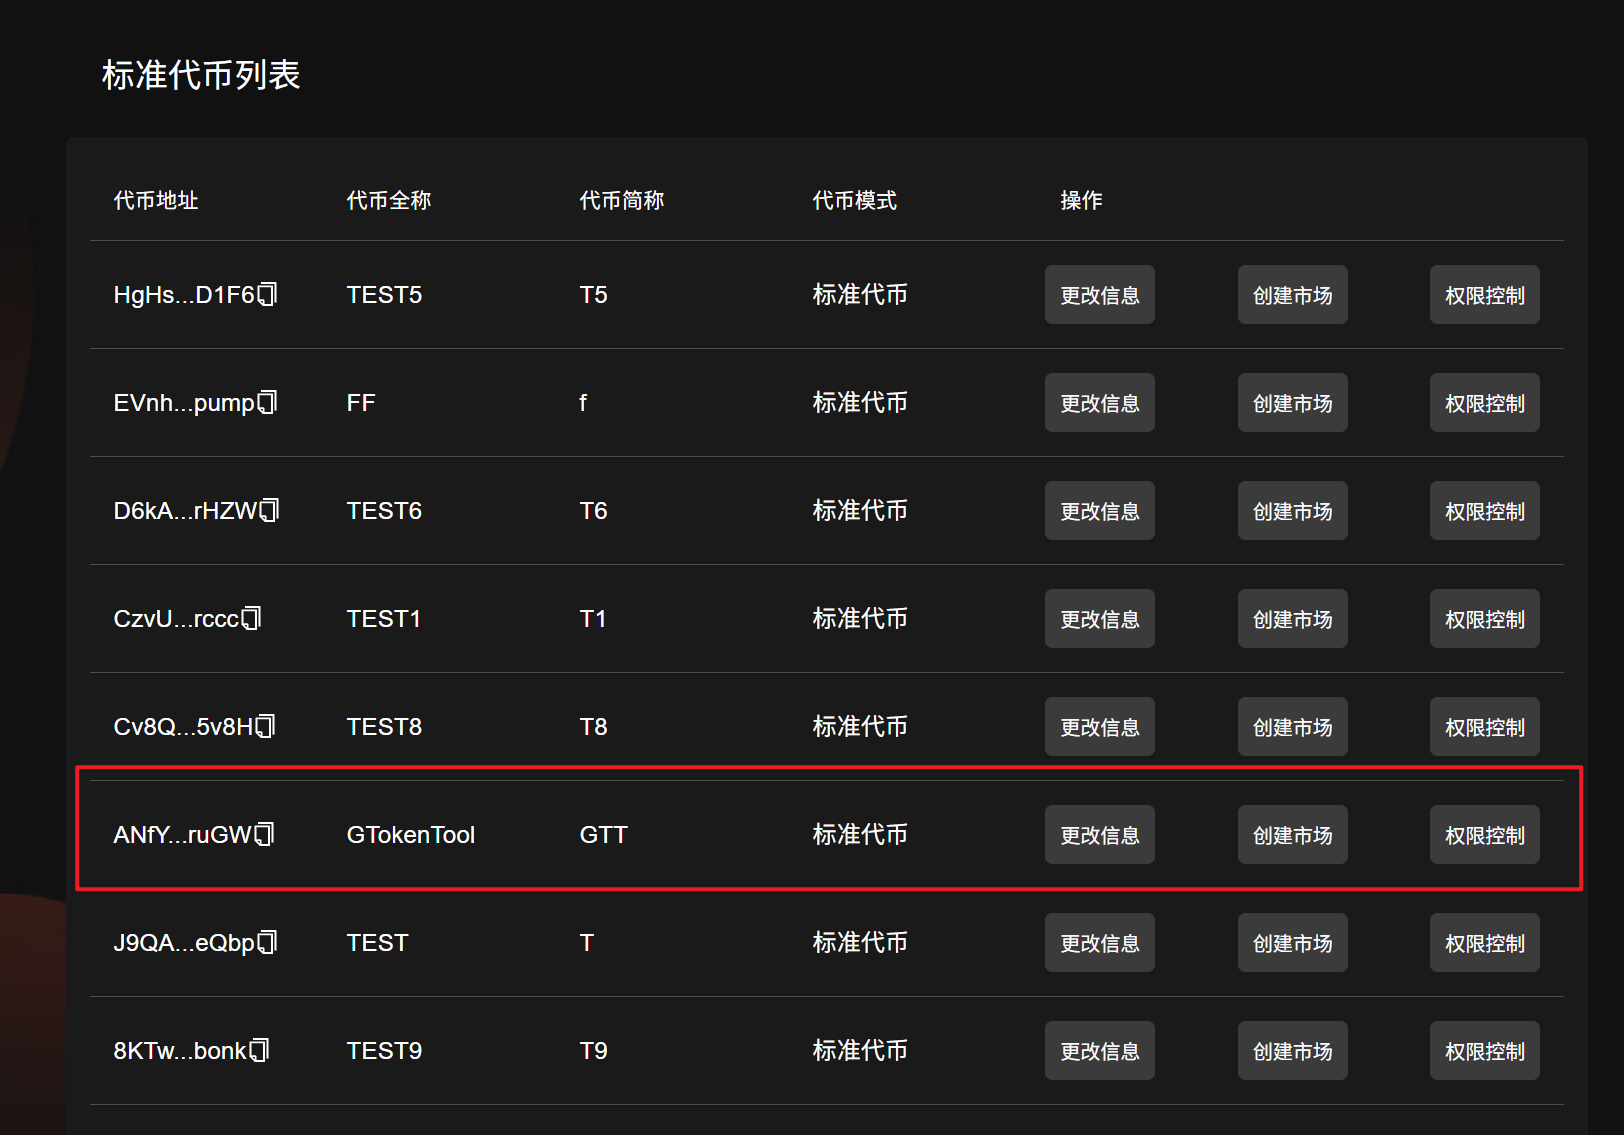 标准代币列表
代币地址 代币全称 代币简称 代币模式 操作
HgHs...D1F6 TEST5 T5 标准代币 更改信息 创建市场 权限控制
EVnh...pump FF f 标准代币 更改信息 创建市场 权限控制
D6kA...rHZW TEST6 T6 标准代币 更改信息 创建市场 权限控制
CzvU...rccc TEST1 T1 标准代币 更改信息 创建市场 权限控制
Cv8Q...5v8H TEST8 T8 标准代币 更改信息 创建市场 权限控制
ANfY...ruGW GTokenTool GTT 标准代币 更改信息 创建市场 权限控制
J9QA...eQbp TEST T 标准代币 更改信息 创建市场 权限控制
8KTw...bonk TEST9 T9 标准代币 更改信息 创建市场 权限控制